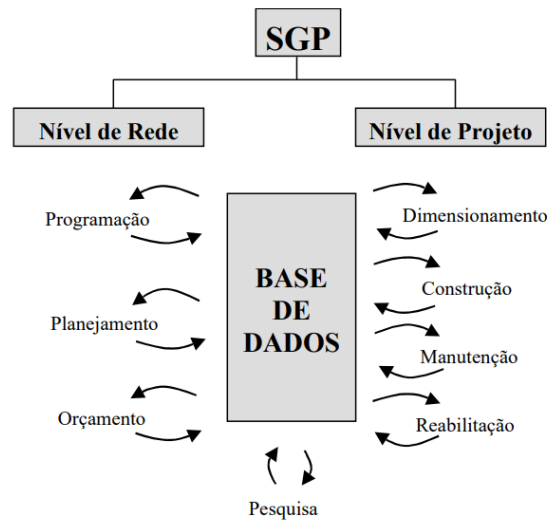 SGP
Nível de Rede
Nível de Projeto
Programação
Planejamento
Orçamento
BASE
DE
DADOS
Dimensionamento
Construção
Manutenção
Reabilitação
Pesquisa